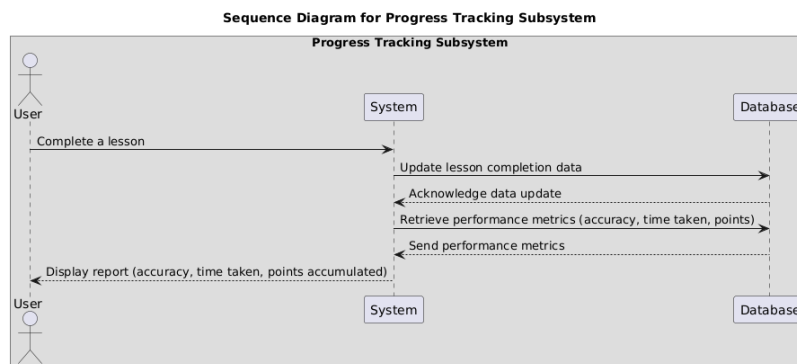 Sequence Diagram for Progress Tracking Subsystem
Progress Tracking Subsystem
User
System
Database
Complete a lesson
Update lesson completion data
Acknowledge data update
Retrieve performance metrics (accuracy, time taken, points)
Send performance metrics
Display report (accuracy, time taken, points accumulated)
User
System
Database